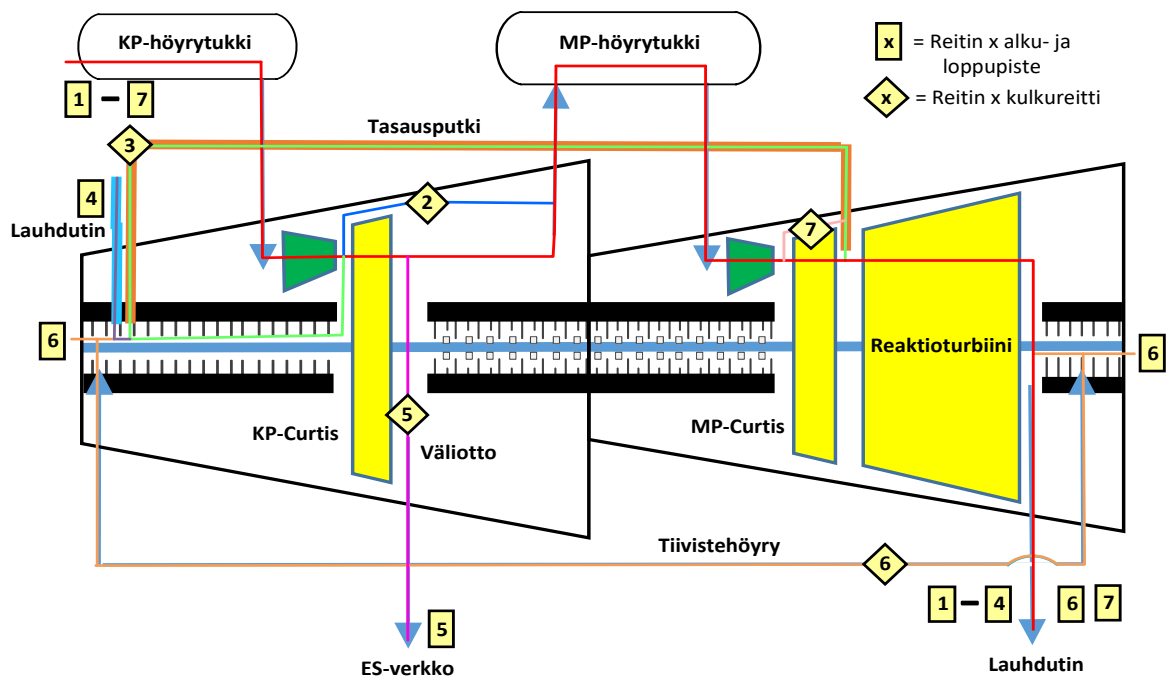 KP-höyrytukki
MP-höyrytukki
x = Reitin x alku- ja
loppupiste
x = Reitin x kulkureitti
1 – 7
Tasausputki
3
4
Lauhdutin
2
7
6
Reaktioturbiini
6
KP-Curtis
5
Väliotto
MP-Curtis
Tiivistehöyry
6
1 – 4 6 7
5
ES-verkko
Lauhdutin